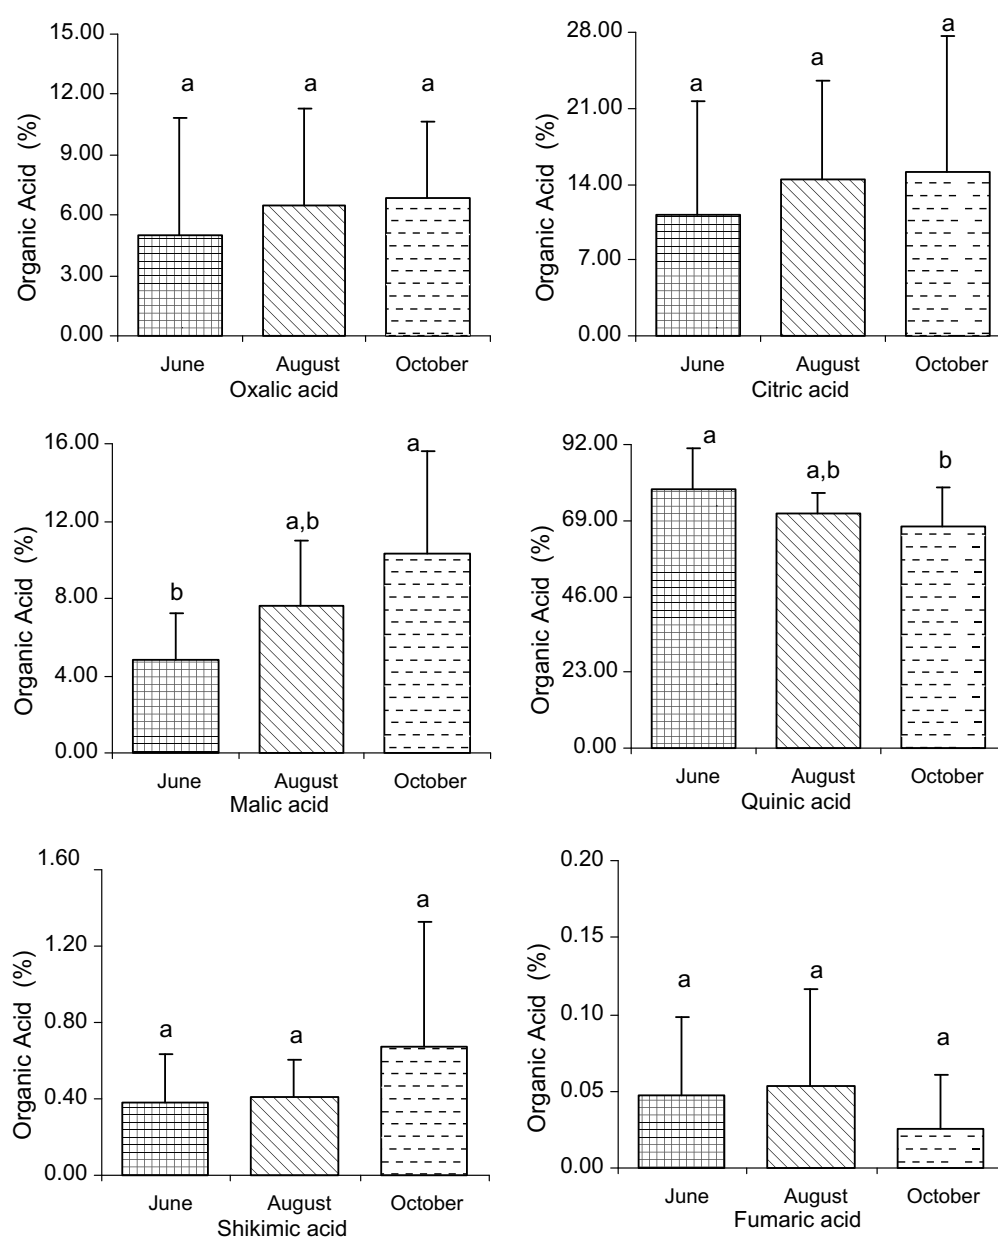 15.00
12.00
9.00
6.00
3.00
0.00
Organic Acid (%)
a
a
a
June
August
October
Oxalic acid
28.00
21.00
14.00
7.00
0.00
Organic Acid (%)
a
a
a
June
August
October
Citric acid
16.00
12.00
8.00
4.00
0.00
Organic Acid (%)
b
a,b
a
June
August
October
Malic acid
92.00
69.00
46.00
23.00
0.00
Organic Acid (%)
a
a,b
b
June
August
October
Quinic acid
1.60
1.20
0.80
0.40
0.00
Organic Acid (%)
a
a
a
June
August
October
Shikimic acid
0.20
0.15
0.10
0.05
0.00
Organic Acid (%)
a
a
a
June
August
October
Fumaric acid